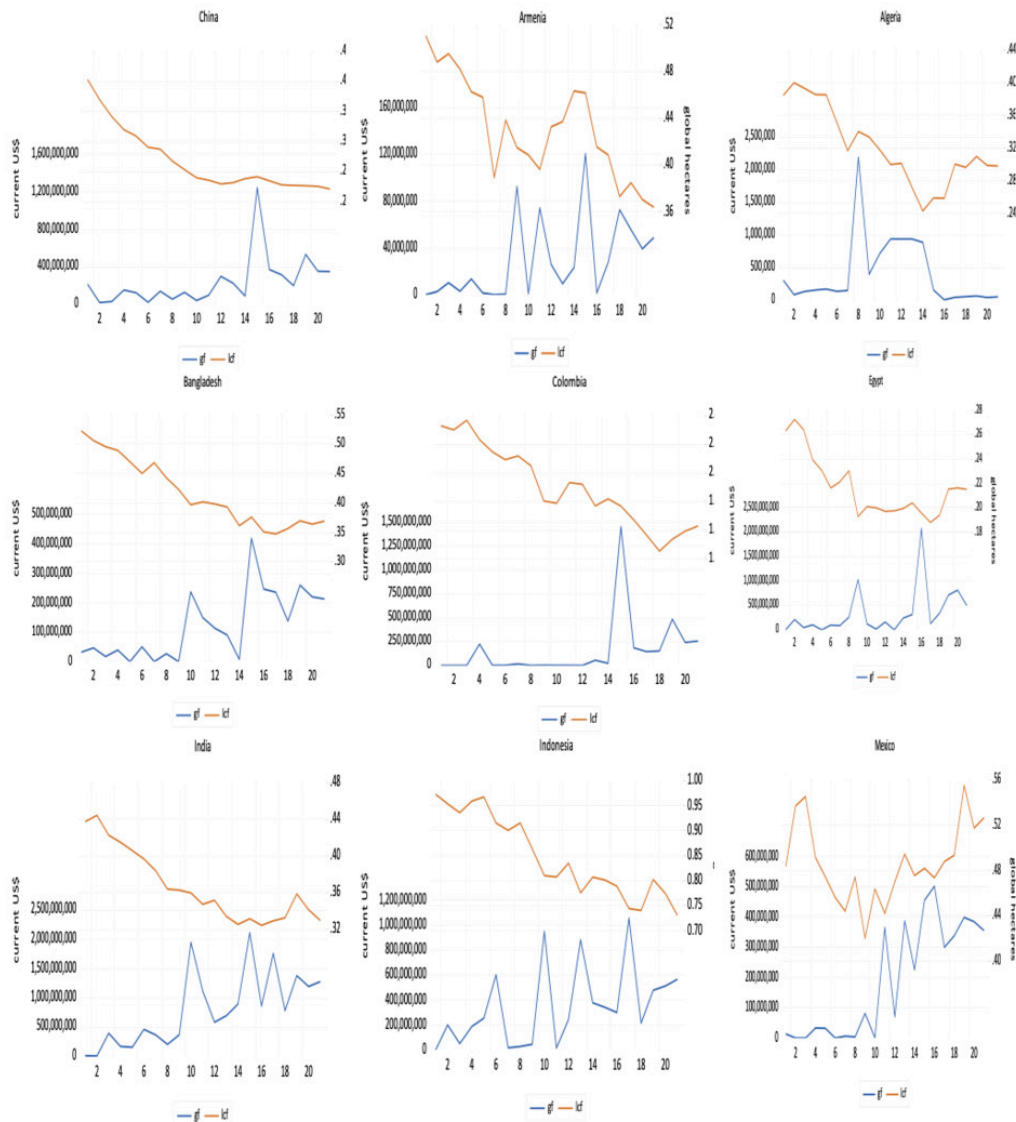 China
Armenia
Algeria
current US$
1,600,000,000
1,200,000,000
800,000,000
400,000,000
0
.4
.4
.3
.3
.2
.2
2 4 6 8 10 12 14 16 18 20
gf lcf
current US$
160,000,000
120,000,000
80,000,000
40,000,000
0
.52
.48
.44
.40
.36
global hectares
2 4 6 8 10 12 14 16 18 20
gf lcf
current US$
2,500,000
2,000,000
1,500,000
1,000,000
500,000
0
.44
.40
.36
.32
.28
.24
2 4 6 8 10 12 14 16 18 20
gf lcf
Bangladesh
Colombia
Egypt
current US$
500,000,000
400,000,000
300,000,000
200,000,000
100,000,000
0
.55
.50
.45
.40
.35
.30
2 4 6 8 10 12 14 16 18 20
gf lcf
current US$
1,500,000,000
1,250,000,000
1,000,000,000
750,000,000
500,000,000
250,000,000
0
2.
2.
2.
1.
1.
1.
2 4 6 8 10 12 14 16 18 20
gf lcf
current US$
2,500,000,000
2,000,000,000
1,500,000,000
1,000,000,000
500,000,000
0
.28
.26
.24
.22
.20
.18
global hectares
2 4 6 8 10 12 14 16 18 20
gf lcf
India
Indonesia
Mexico
current US$
2,500,000,000
2,000,000,000
1,500,000,000
1,000,000,000
500,000,000
0
.48
.44
.40
.36
.32
2 4 6 8 10 12 14 16 18 20
gf lcf
current US$
1,200,000,000
1,000,000,000
800,000,000
600,000,000
400,000,000
200,000,000
0
1.00
0.95
0.90
0.85
0.80
0.75
0.70
2 4 6 8 10 12 14 16 18 20
gf lcf
current US$
600,000,000
500,000,000
400,000,000
300,000,000
200,000,000
100,000,000
0
.56
.52
.48
.44
.40
global hectares
2 4 6 8 10 12 14 16 18 20
gf lcf